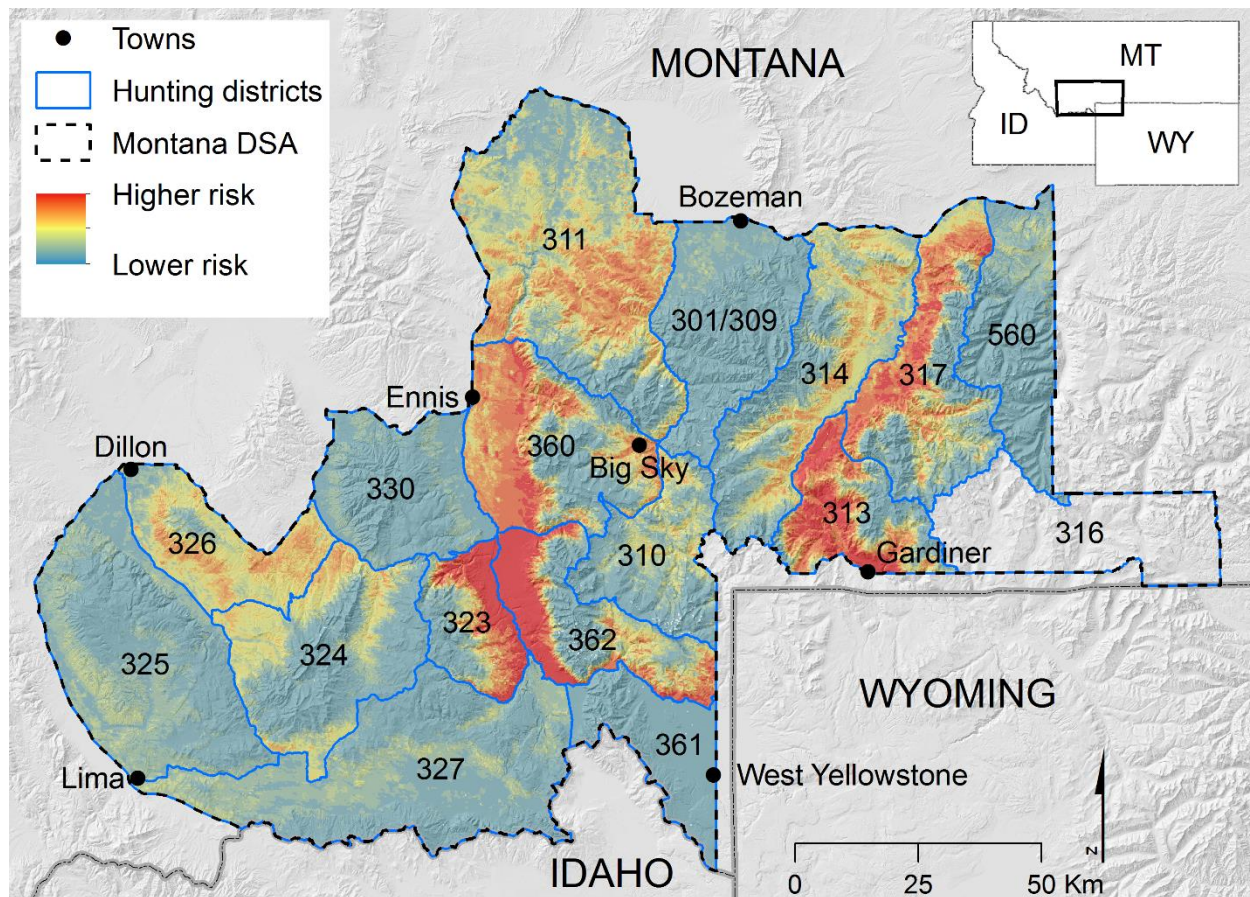 Towns
Hunting districts
Montana DSA
Higher risk
Lower risk
MONTANA
MT
ID
WY
Bozeman
311
301/309
560
314
317
Ennis
360
Big Sky
Dillon
330
313
316
326
310
Gardiner
323
362
324
325
WYOMING
361
327
Lima
West Yellowstone
IDAHO
N
0 25 50 Km